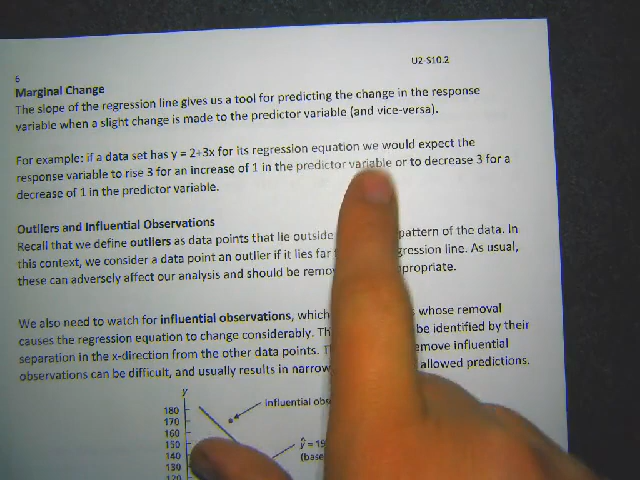 U2-S10.2
5
Marginal Change
The slope of the regression line gives us a tool for predicting the change in the response
variable when a slight change is made to the predictor variable (and vice-versa).
For example: if a data set has y = 2+3x for its regression equation we would expect the
response variable to rise 3 for an increase of 1 in the predictor variable or to decrease 3 for a
decrease of 1 in the predictor variable.
Outliers and Influential Observations
Recall that we define outliers as data points that lie outside pattern of the data. In
this context, we consider a data point an outlier if it lies far gression line. As usual,
these can adversely affect our analysis and should be remo propriate.
We also need to watch for influential observations, which whose removal
causes the regression equation to change considerably. Th be identified by their
separation in the x-direction from the other data points. emove influential
observations can be difficult, and usually results in narrow allowed predictions.
y
180
170
160
150
140
130
120
influential obs
ŷ = 19
(base